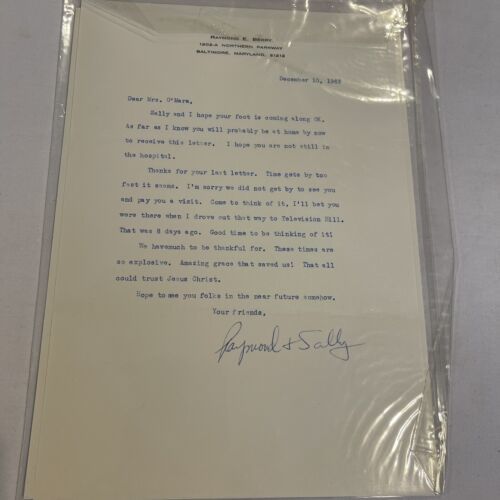 RAYMOND E. BERRY
1202-A NORTHERN PARKWAY
BALTIMORE, MARYLAND, 21212
December 10, 1968
Dear Mrs. O'Mara,
Sally and I hope your foot is coming along OK.
As far as I know you will probably be at home by now
to receive this letter. I hope you are not still in
the hospital.
Thanks for your last letter. Time gets by too
fast it seems. I'm sorry we did not get by to see you
and pay you a visit. Come to think of it, I'll bet you
were there when I drove out that way to Television Hill.
That was 8 days ago. Good time to be thinking of it!
We havemuch to be thankful for. These times are
so explosive. Amazing grace that saved us! That all
could trust Jesus Christ.
Hope to see you folks in the near future somehow.
Your friends,
Raymond & Sally